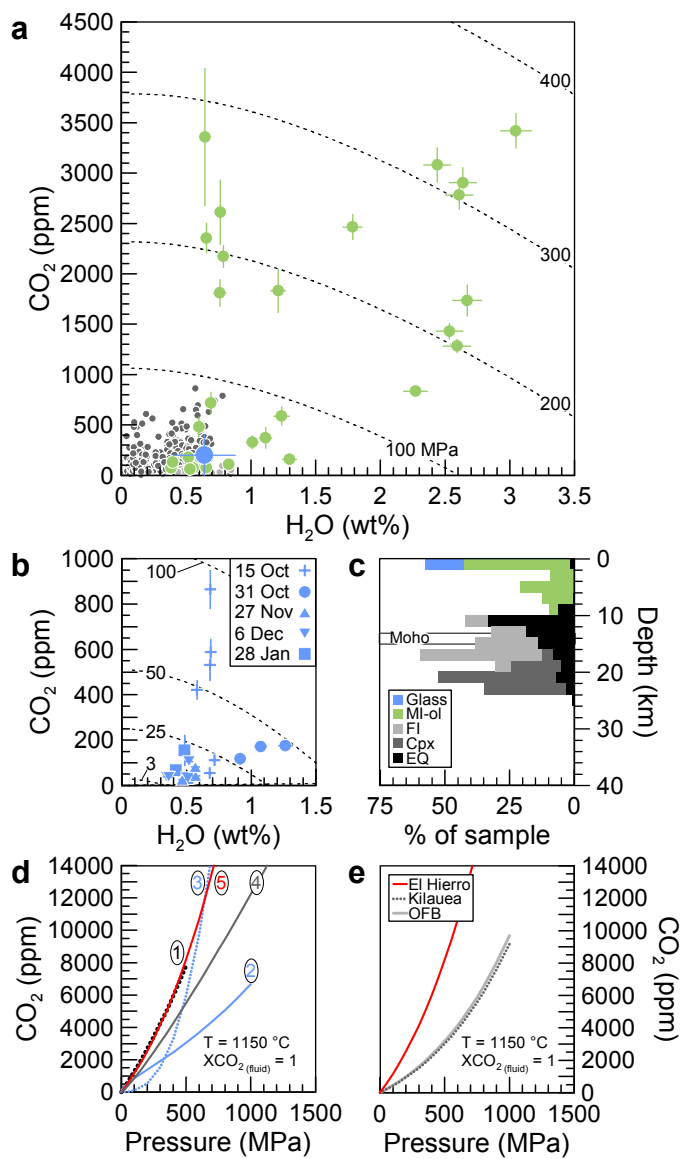 a
4500
4000
3500
3000
2500
2000
1500
1000
500
0
CO2 (ppm)
400
300
200
100 MPa
0 0.5 1 1.5 2 2.5 3 3.5
H2O (wt%)
b
1000
800
600
400
200
0
CO2 (ppm)
100
50
25
3
15 Oct
31 Oct
27 Nov
6 Dec
28 Jan
0 0.5 1 1.5
H2O (wt%)
c
Moho
Glass
MI-ol
FI
Cpx
EQ
0
10
20
30
40
Depth (km)
75 50 25 0
% of sample
d
14000
12000
10000
8000
6000
4000
2000
0
CO2 (ppm)
3 5 4
1
2
T = 1150 °C
XCO2 (fluid) = 1
0 500 1000 1500
Pressure (MPa)
e
El Hierro
Kilauea
OFB
14000
12000
10000
8000
6000
4000
2000
0
CO2 (ppm)
T = 1150 °C
XCO2 (fluid) = 1
0 500 1000 1500
Pressure (MPa)